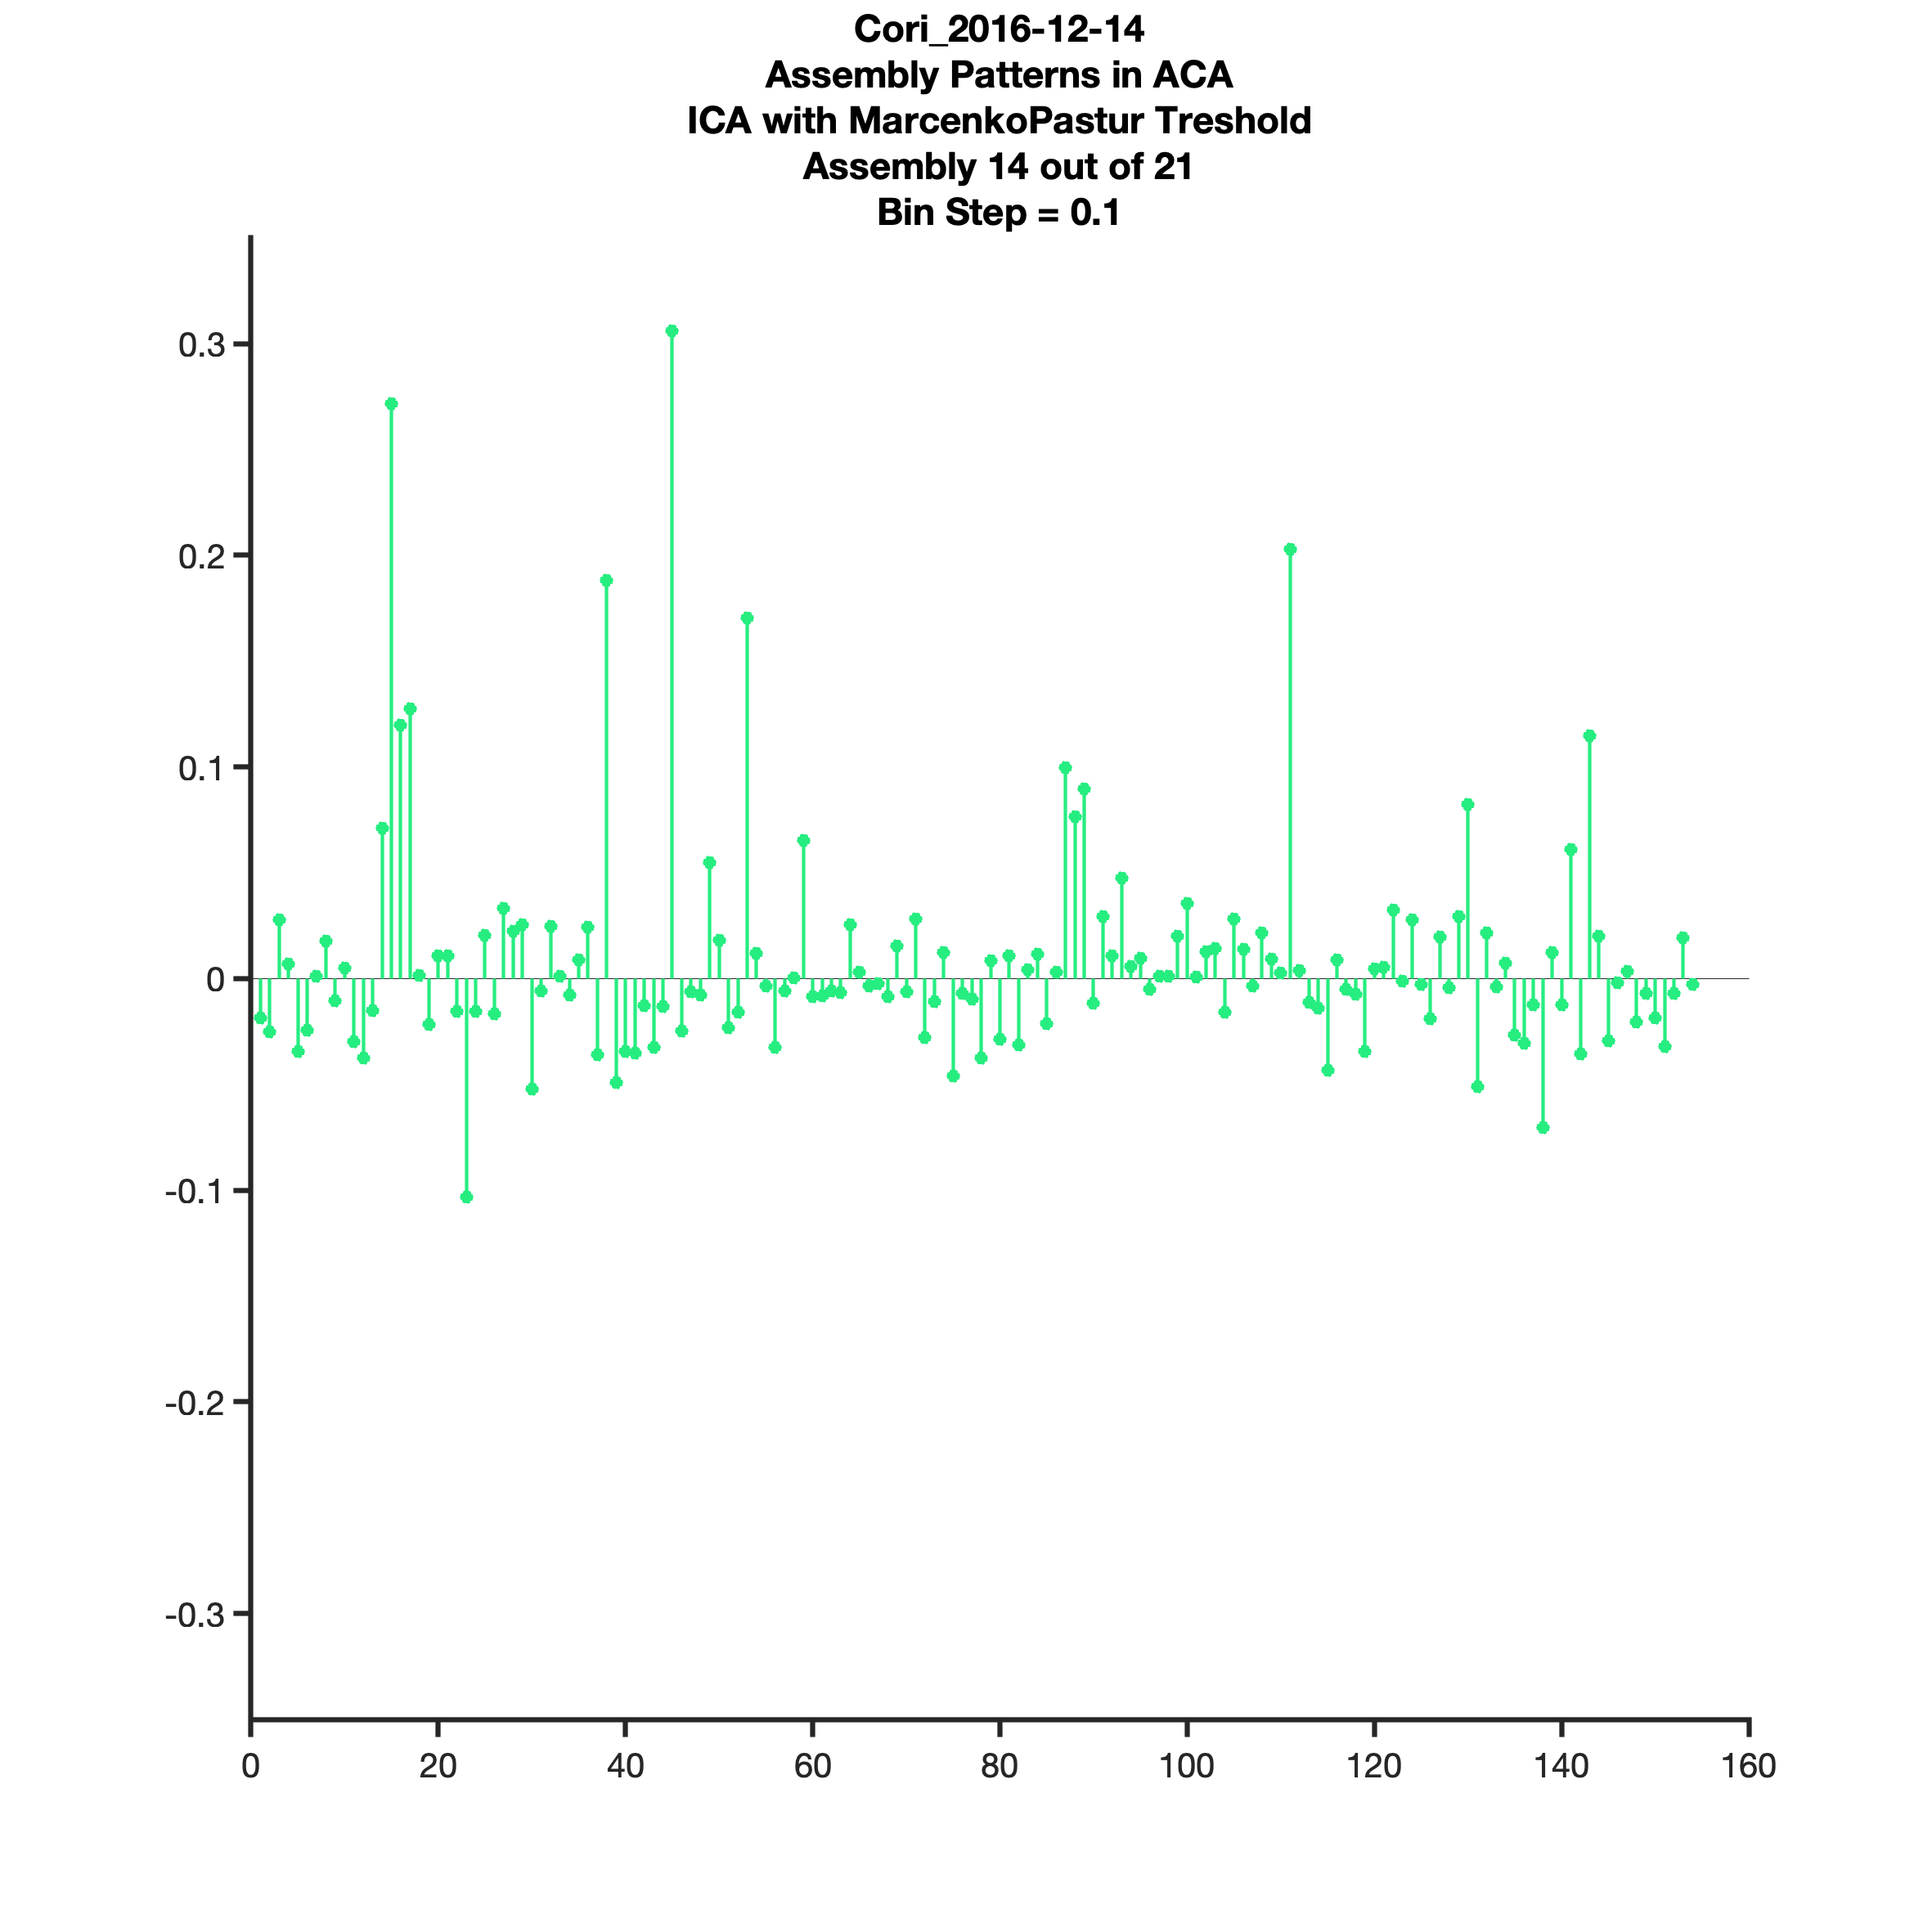 Cori_2016-12-14
Assembly Patterns in ACA
ICA with MarcenkoPastur Treshold
Assembly 14 out of 21
Bin Step = 0.1
0.3
0.2
0.1
0
-0.1
-0.2
-0.3
0 20 40 60 80 100 120 140 160